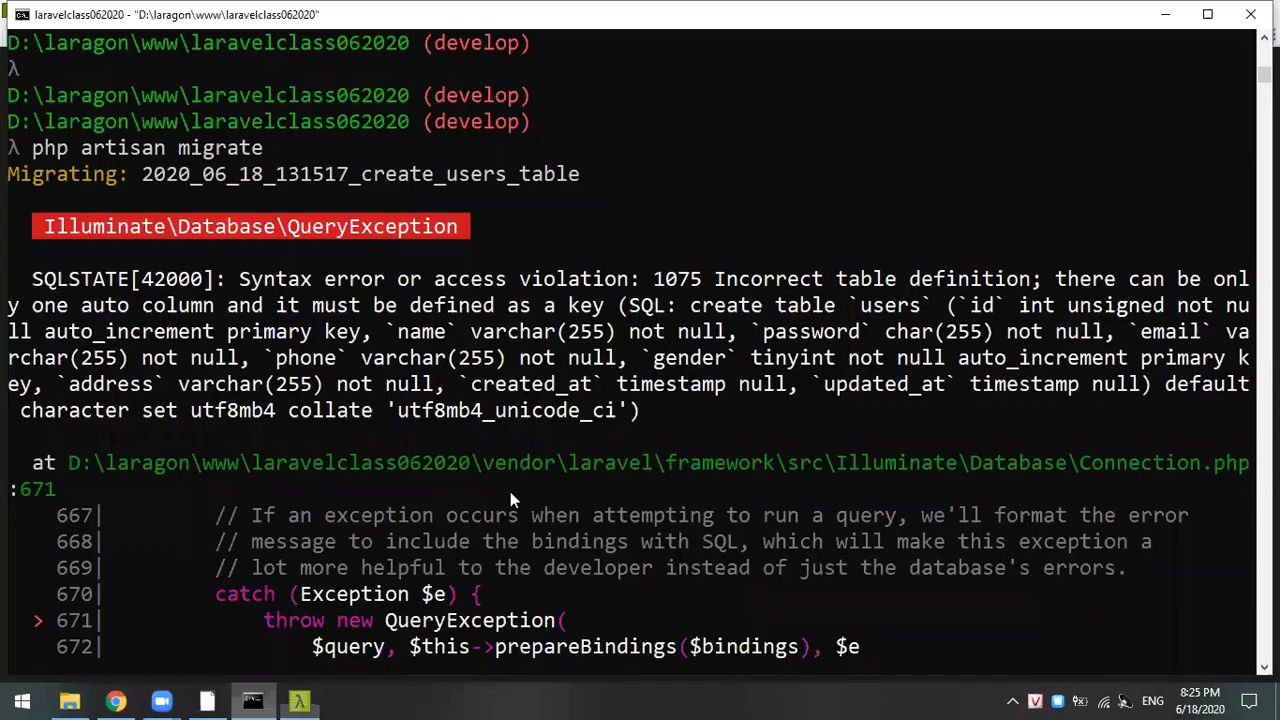 laravelclass062020 - "D:\laragon\www\laravelclass062020"
D:\laragon\www\laravelclass062020 (develop)
λ
D:\laragon\www\laravelclass062020 (develop)
D:\laragon\www\laravelclass062020 (develop)
λ php artisan migrate
Migrating: 2020_06_18_131517_create_users_table
Illuminate\Database\QueryException
SQLSTATE[42000]: Syntax error or access violation: 1075 Incorrect table definition; there can be onl
y one auto column and it must be defined as a key (SQL: create table `users` (`id` int unsigned not nu
ll auto_increment primary key, `name` varchar(255) not null, `password` char(255) not null, `email` va
rchar(255) not null, `phone` varchar(255) not null, `gender` tinyint not null auto_increment primary k
ey, `address` varchar(255) not null, `created_at` timestamp null, `updated_at` timestamp null) default
character set utf8mb4 collate 'utf8mb4_unicode_ci')
at D:\laragon\www\laravelclass062020\vendor\laravel\framework\src\Illuminate\Database\Connection.php
:671
667| // If an exception occurs when attempting to run a query, we'll format the error
668| // message to include the bindings with SQL, which will make this exception a
669| // lot more helpful to the developer instead of just the database's errors.
670| catch (Exception $e) {
> 671| throw new QueryException(
672| $query, $this->prepareBindings($bindings), $e
λ
V
ENG
8:25 PM
6/18/2020